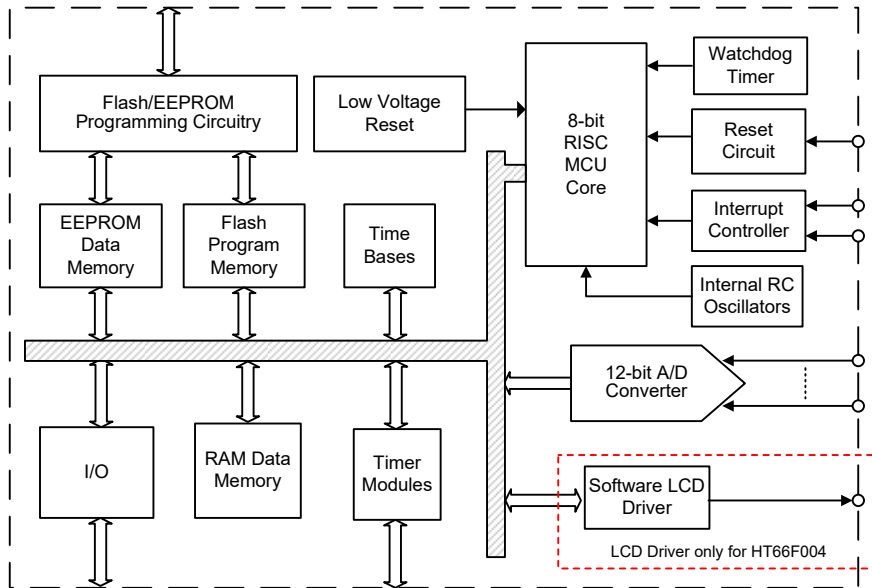 Flash/EEPROM
Programming Circuitry
Low Voltage
Reset
8-bit
RISC
MCU
Core
Watchdog
Timer
Reset
Circuit
Interrupt
Controller
Internal RC
Oscillators
EEPROM
Data
Memory
Flash
Program
Memory
Time
Bases
12-bit A/D
Converter
I/O
RAM Data
Memory
Timer
Modules
Software LCD
Driver
LCD Driver only for HT66F004